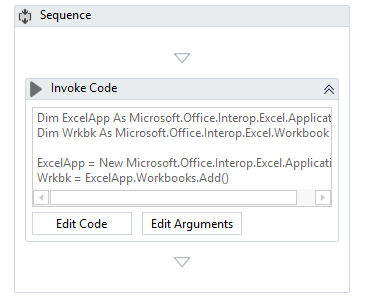 Sequence
Invoke Code
Dim ExcelApp As Microsoft.Office.Interop.Excel.Applicat
Dim Wrkbk As Microsoft.Office.Interop.Excel.Workbook
ExcelApp = New Microsoft.Office.Interop.Excel.Applicati
Wrkbk = ExcelApp.Workbooks.Add()
Edit Code
Edit Arguments